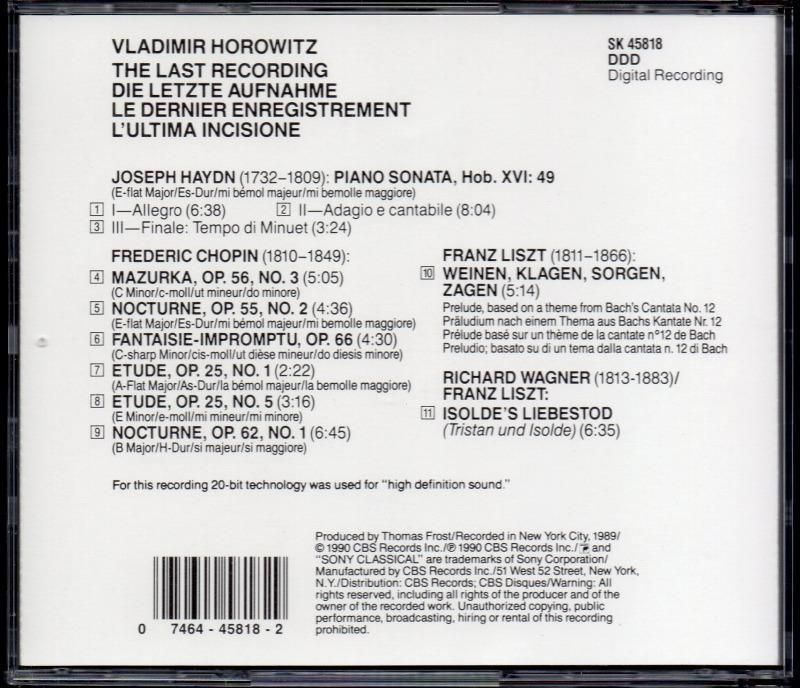 VLADIMIR HOROWITZ
THE LAST RECORDING
DIE LETZTE AUFNAHME
LE DERNIER ENREGISTREMENT
L'ULTIMA INCISIONE
SK 45818
DDD
Digital Recording
JOSEPH HAYDN (1732–1809): PIANO SONATA, Hob. XVI: 49
(E-flat Major/Es-Dur/mi bémol majeur/mi bemolle maggiore)
1 I—Allegro (6:38) 2 II—Adagio e cantabile (8:04)
3 III—Finale: Tempo di Minuet (3:24)
FREDERIC CHOPIN (1810–1849):
4 MAZURKA, OP. 56, NO. 3 (5:05)
(C Minor/c-moll/ut mineur/do minore)
5 NOCTURNE, OP. 55, NO. 2 (4:36)
(E-flat Major/Es-Dur/mi bémol majeur/mi bemolle maggiore)
6 FANTAISIE-IMPROMPTU, OP. 66 (4:30)
(C-sharp Minor/cis-moll/ut dièse mineur/do diesis minore)
7 ETUDE, OP. 25, NO. 1 (2:22)
(A-Flat Major/As-Dur/la bémol majeur/la bemolle maggiore)
8 ETUDE, OP. 25, NO. 5 (3:16)
(E Minor/e-moll/mi mineur/mi minore)
9 NOCTURNE, OP. 62, NO. 1 (6:45)
(B Major/H-Dur/si majeur/si maggiore)
FRANZ LISZT (1811–1866):
10 WEINEN, KLAGEN, SORGEN,
ZAGEN (5:14)
Prelude, based on a theme from Bach's Cantata No. 12
Präludium nach einem Thema aus Bachs Kantate Nr. 12
Prélude basé sur un thème de la cantate n°12 de Bach
Preludio; basato su di un tema dalla cantata n. 12 di Bach
RICHARD WAGNER (1813-1883)/
FRANZ LISZT:
11 ISOLDE'S LIEBESTOD
(Tristan und Isolde) (6:35)
For this recording 20-bit technology was used for "high definition sound."
Produced by Thomas Frost/Recorded in New York City, 1989/
© 1990 CBS Records Inc./℗ 1990 CBS Records Inc./ and
"SONY CLASSICAL" are trademarks of Sony Corporation/
Manufactured by CBS Records Inc./51 West 52 Street, New York,
N.Y./Distribution: CBS Records; CBS Disques/Warning: All
rights reserved, including all rights of the producer and of the
owner of the recorded work. Unauthorized copying, public
performance, broadcasting, hiring or rental of this recording
prohibited.
0 7464 - 45818 - 2